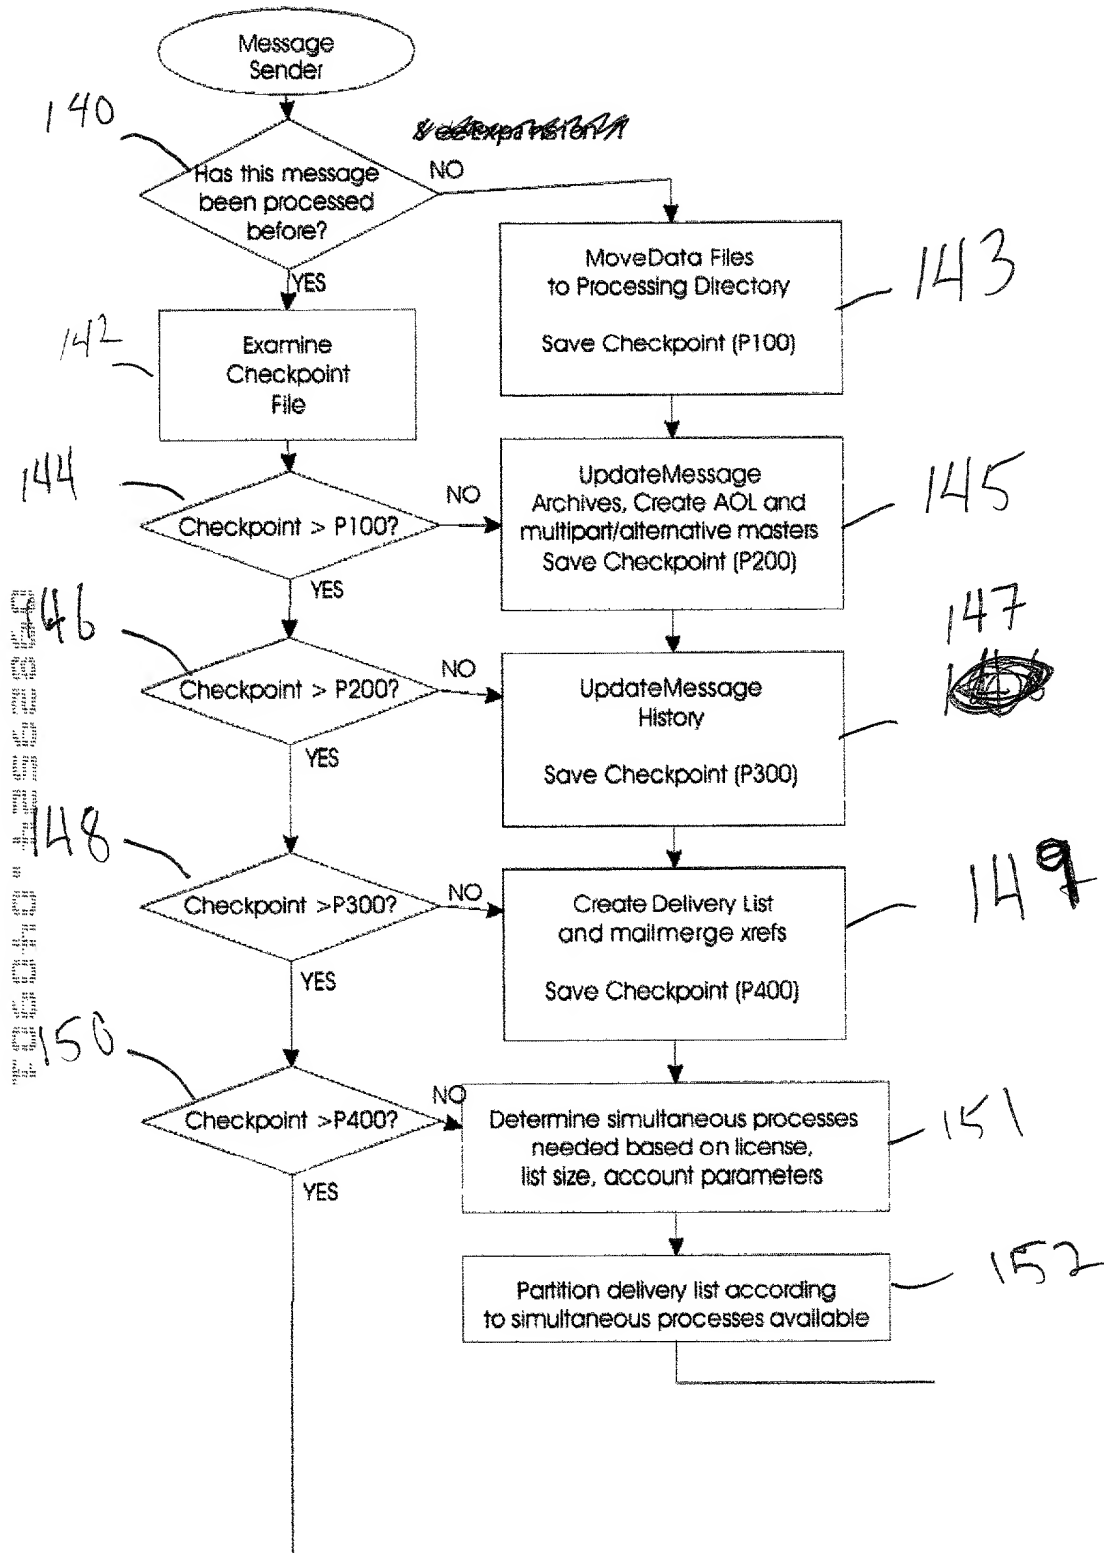 Message
Sender
140
Has this message
been processed
before?
NO
YES
MoveData Files
to Processing Directory
Save Checkpoint (P100)
143
142
Examine
Checkpoint
File
144
Checkpoint > P100?
NO
YES
UpdateMessage
Archives, Create AOL and
multipart/alternative masters
Save Checkpoint (P200)
145
146
Checkpoint > P200?
NO
YES
UpdateMessage
History
Save Checkpoint (P300)
147
148
Checkpoint >P300?
NO
YES
Create Delivery List
and mailmerge xrefs
Save Checkpoint (P400)
149
150
Checkpoint >P400?
NO
YES
Determine simultaneous processes
needed based on license,
list size, account parameters
151
Partition delivery list according
to simultaneous processes available
152